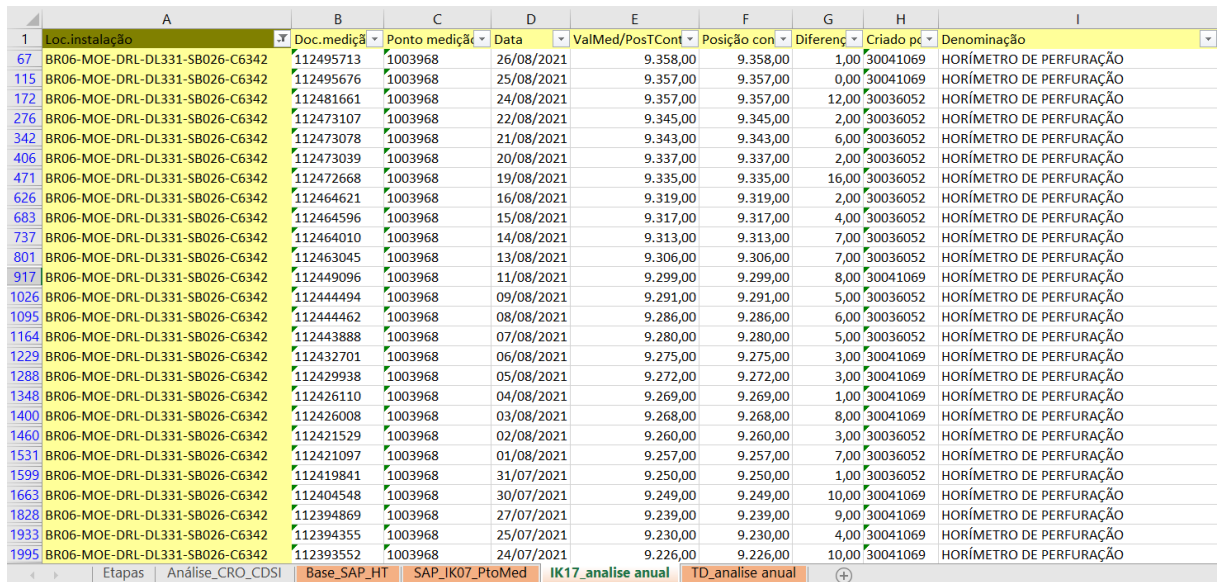 A B C D E F G H I
1 Loc.instalação Doc.mediçã Ponto mediçã Data ValMed/PosTCont Posição con Diferenç Criado po Denominação
67 BR06-MOE-DRL-DL331-SB026-C6342 112495713 1003968 26/08/2021 9.358,00 9.358,00 1,00 30041069 HORÍMETRO DE PERFURAÇÃO
115 BR06-MOE-DRL-DL331-SB026-C6342 112495676 1003968 25/08/2021 9.357,00 9.357,00 0,00 30041069 HORÍMETRO DE PERFURAÇÃO
172 BR06-MOE-DRL-DL331-SB026-C6342 112481661 1003968 24/08/2021 9.357,00 9.357,00 12,00 30036052 HORÍMETRO DE PERFURAÇÃO
276 BR06-MOE-DRL-DL331-SB026-C6342 112473107 1003968 22/08/2021 9.345,00 9.345,00 2,00 30036052 HORÍMETRO DE PERFURAÇÃO
342 BR06-MOE-DRL-DL331-SB026-C6342 112473078 1003968 21/08/2021 9.343,00 9.343,00 6,00 30036052 HORÍMETRO DE PERFURAÇÃO
406 BR06-MOE-DRL-DL331-SB026-C6342 112473039 1003968 20/08/2021 9.337,00 9.337,00 2,00 30036052 HORÍMETRO DE PERFURAÇÃO
471 BR06-MOE-DRL-DL331-SB026-C6342 112472668 1003968 19/08/2021 9.335,00 9.335,00 16,00 30036052 HORÍMETRO DE PERFURAÇÃO
626 BR06-MOE-DRL-DL331-SB026-C6342 112464621 1003968 16/08/2021 9.319,00 9.319,00 2,00 30036052 HORÍMETRO DE PERFURAÇÃO
683 BR06-MOE-DRL-DL331-SB026-C6342 112464596 1003968 15/08/2021 9.317,00 9.317,00 4,00 30036052 HORÍMETRO DE PERFURAÇÃO
737 BR06-MOE-DRL-DL331-SB026-C6342 112464010 1003968 14/08/2021 9.313,00 9.313,00 7,00 30036052 HORÍMETRO DE PERFURAÇÃO
801 BR06-MOE-DRL-DL331-SB026-C6342 112463045 1003968 13/08/2021 9.306,00 9.306,00 7,00 30036052 HORÍMETRO DE PERFURAÇÃO
917 BR06-MOE-DRL-DL331-SB026-C6342 112449096 1003968 11/08/2021 9.299,00 9.299,00 8,00 30041069 HORÍMETRO DE PERFURAÇÃO
1026 BR06-MOE-DRL-DL331-SB026-C6342 112444494 1003968 09/08/2021 9.291,00 9.291,00 5,00 30036052 HORÍMETRO DE PERFURAÇÃO
1095 BR06-MOE-DRL-DL331-SB026-C6342 112444462 1003968 08/08/2021 9.286,00 9.286,00 6,00 30036052 HORÍMETRO DE PERFURAÇÃO
1164 BR06-MOE-DRL-DL331-SB026-C6342 112443888 1003968 07/08/2021 9.280,00 9.280,00 5,00 30036052 HORÍMETRO DE PERFURAÇÃO
1229 BR06-MOE-DRL-DL331-SB026-C6342 112432701 1003968 06/08/2021 9.275,00 9.275,00 3,00 30041069 HORÍMETRO DE PERFURAÇÃO
1288 BR06-MOE-DRL-DL331-SB026-C6342 112429938 1003968 05/08/2021 9.272,00 9.272,00 3,00 30041069 HORÍMETRO DE PERFURAÇÃO
1348 BR06-MOE-DRL-DL331-SB026-C6342 112426110 1003968 04/08/2021 9.269,00 9.269,00 1,00 30041069 HORÍMETRO DE PERFURAÇÃO
1400 BR06-MOE-DRL-DL331-SB026-C6342 112426008 1003968 03/08/2021 9.268,00 9.268,00 8,00 30041069 HORÍMETRO DE PERFURAÇÃO
1460 BR06-MOE-DRL-DL331-SB026-C6342 112421529 1003968 02/08/2021 9.260,00 9.260,00 3,00 30036052 HORÍMETRO DE PERFURAÇÃO
1531 BR06-MOE-DRL-DL331-SB026-C6342 112421097 1003968 01/08/2021 9.257,00 9.257,00 7,00 30036052 HORÍMETRO DE PERFURAÇÃO
1599 BR06-MOE-DRL-DL331-SB026-C6342 112419841 1003968 31/07/2021 9.250,00 9.250,00 1,00 30036052 HORÍMETRO DE PERFURAÇÃO
1663 BR06-MOE-DRL-DL331-SB026-C6342 112404548 1003968 30/07/2021 9.249,00 9.249,00 10,00 30041069 HORÍMETRO DE PERFURAÇÃO
1828 BR06-MOE-DRL-DL331-SB026-C6342 112394869 1003968 27/07/2021 9.239,00 9.239,00 9,00 30041069 HORÍMETRO DE PERFURAÇÃO
1933 BR06-MOE-DRL-DL331-SB026-C6342 112394355 1003968 25/07/2021 9.230,00 9.230,00 4,00 30041069 HORÍMETRO DE PERFURAÇÃO
1995 BR06-MOE-DRL-DL331-SB026-C6342 112393552 1003968 24/07/2021 9.226,00 9.226,00 10,00 30041069 HORÍMETRO DE PERFURAÇÃO
Etapas Análise_CRO_CDSI Base_SAP_HT SAP_IK07_PtoMed IK17_analise anual TD_analise anual